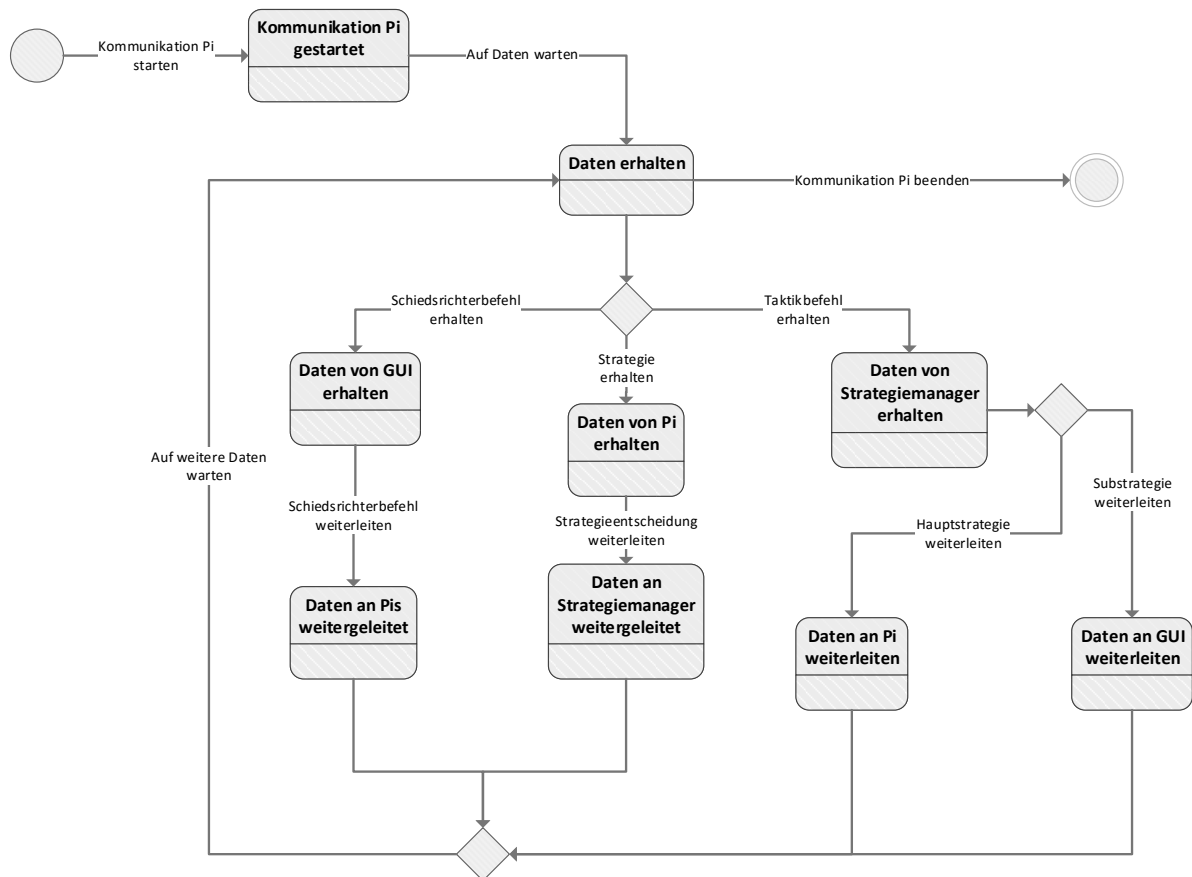 Kommunikation Pi
starten
Kommunikation Pi
gestartet
Auf Daten warten
Daten erhalten
Kommunikation Pi beenden
Schiedsrichterbefehl
erhalten
Taktikbefehl
erhalten
Strategie
erhalten
Daten von GUI
erhalten
Daten von
Strategiemanager
erhalten
Daten von Pi
erhalten
Auf weitere Daten
warten
Schiedsrichterbefehl
weiterleiten
Strategieentscheidung
weiterleiten
Hauptstrategie
weiterleiten
Substrategie
weiterleiten
Daten an Pis
weitergeleitet
Daten an
Strategiemanager
weitergeleitet
Daten an Pi
weiterleiten
Daten an GUI
weiterleiten